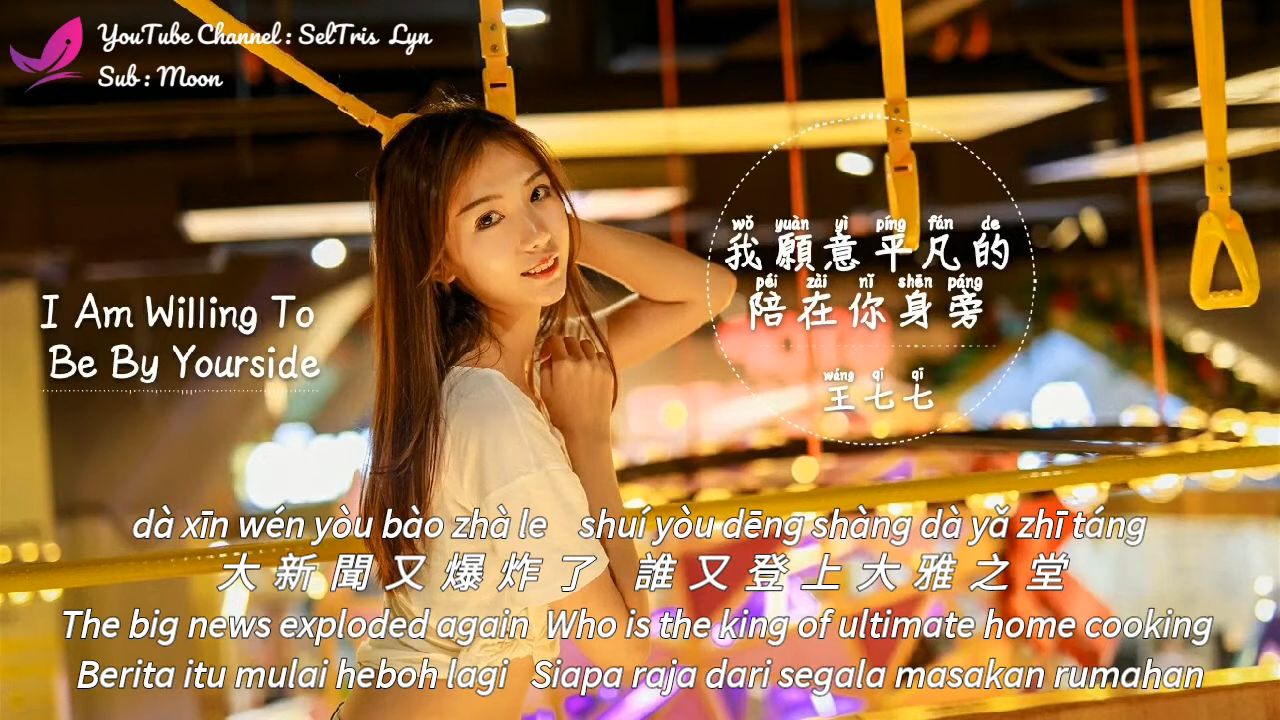 YouTube Channel : SelTris Lyn
Sub : Moon
I Am Willing To
Be By Yourside
wǒ yuàn yì píng fán de
我願意平凡的
péi zài nǐ shēn páng
陪在你身旁
wáng qī qī
王七七
dà xīn wén yòu bào zhà le shuí yòu dēng shàng dà yǎ zhī táng
大新聞又爆炸了 誰又登上大雅之堂
The big news exploded again Who is the king of ultimate home cooking
Berita itu mulai heboh lagi Siapa raja dari segala masakan rumahan